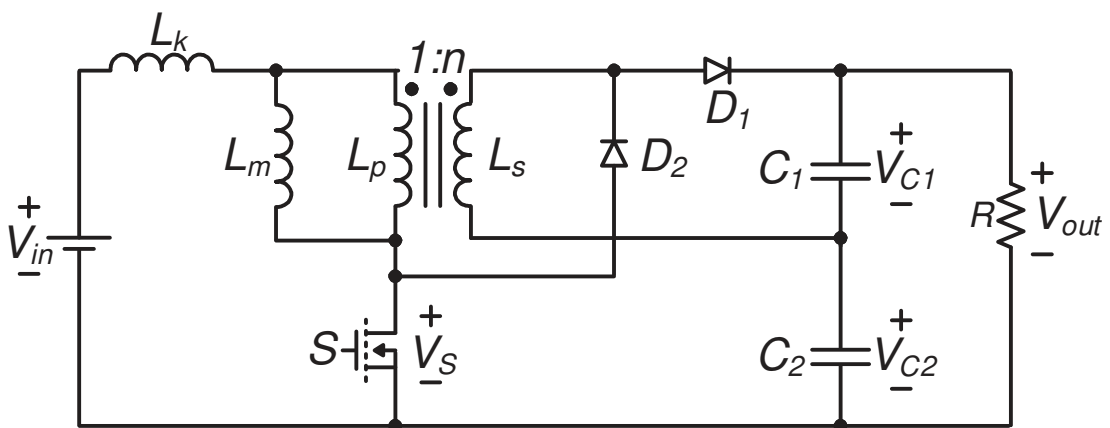 L_k
1:n
L_m
L_p
L_s
D_1
D_2
C_1
+
V_C1
−
R
+
V_out
−
+
V_in
−
S
+
V_S
−
C_2
+
V_C2
−